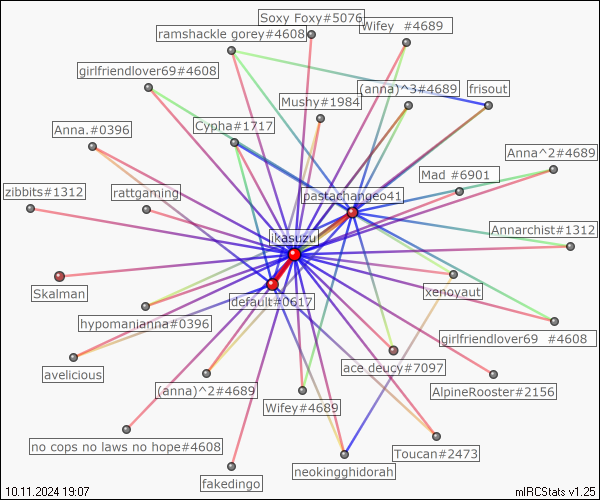 Soxy Foxy#5076
Wifey  #4689
ramshackle gorey#4608
girlfriendlover69#4608
(anna)^3#4689
frisout
Mushy#1984
Cypha#1717
Anna.#0396
Anna^2#4689
Mad #6901
zibbits#1312
rattgaming
pastachangeo41
Annarchist#1312
ikasuzu
Skalman
xenoyaut
default#0617
hypomanianna#0396
girlfriendlover69  #4608
avelicious
ace deucy#7097
(anna)^2#4689
AlpineRooster#2156
Wifey#4689
no cops no laws no hope#4608
Toucan#2473
neokingghidorah
fakedingo
10.11.2024 19:07
mIRCStats v1.25